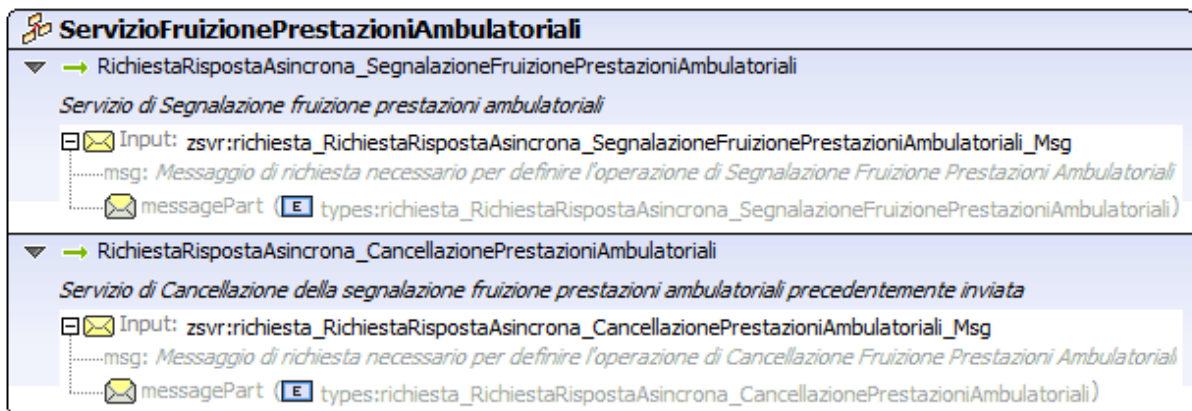 ServizioFruizionePrestazioniAmbulatoriali
RichiestaRispostaAsincrona_SegnalazioneFruizionePrestazioniAmbulatoriali
Servizio di Segnalazione fruizione prestazioni ambulatoriali
Input: zsvr:richiesta_RichiestaRispostaAsincrona_SegnalazioneFruizionePrestazioniAmbulatoriali_Msg
msg: Messaggio di richiesta necessario per definire l'operazione di Segnalazione Fruizione Prestazioni Ambulatoriali
messagePart (E types:richiesta_RichiestaRispostaAsincrona_SegnalazioneFruizionePrestazioniAmbulatoriali)
RichiestaRispostaAsincrona_CancellazionePrestazioniAmbulatoriali
Servizio di Cancellazione della segnalazione fruizione prestazioni ambulatoriali precedentemente inviata
Input: zsvr:richiesta_RichiestaRispostaAsincrona_CancellazionePrestazioniAmbulatoriali_Msg
msg: Messaggio di richiesta necessario per definire l'operazione di Cancellazione Fruizione Prestazioni Ambulatoriali
messagePart (E types:richiesta_RichiestaRispostaAsincrona_CancellazionePrestazioniAmbulatoriali)